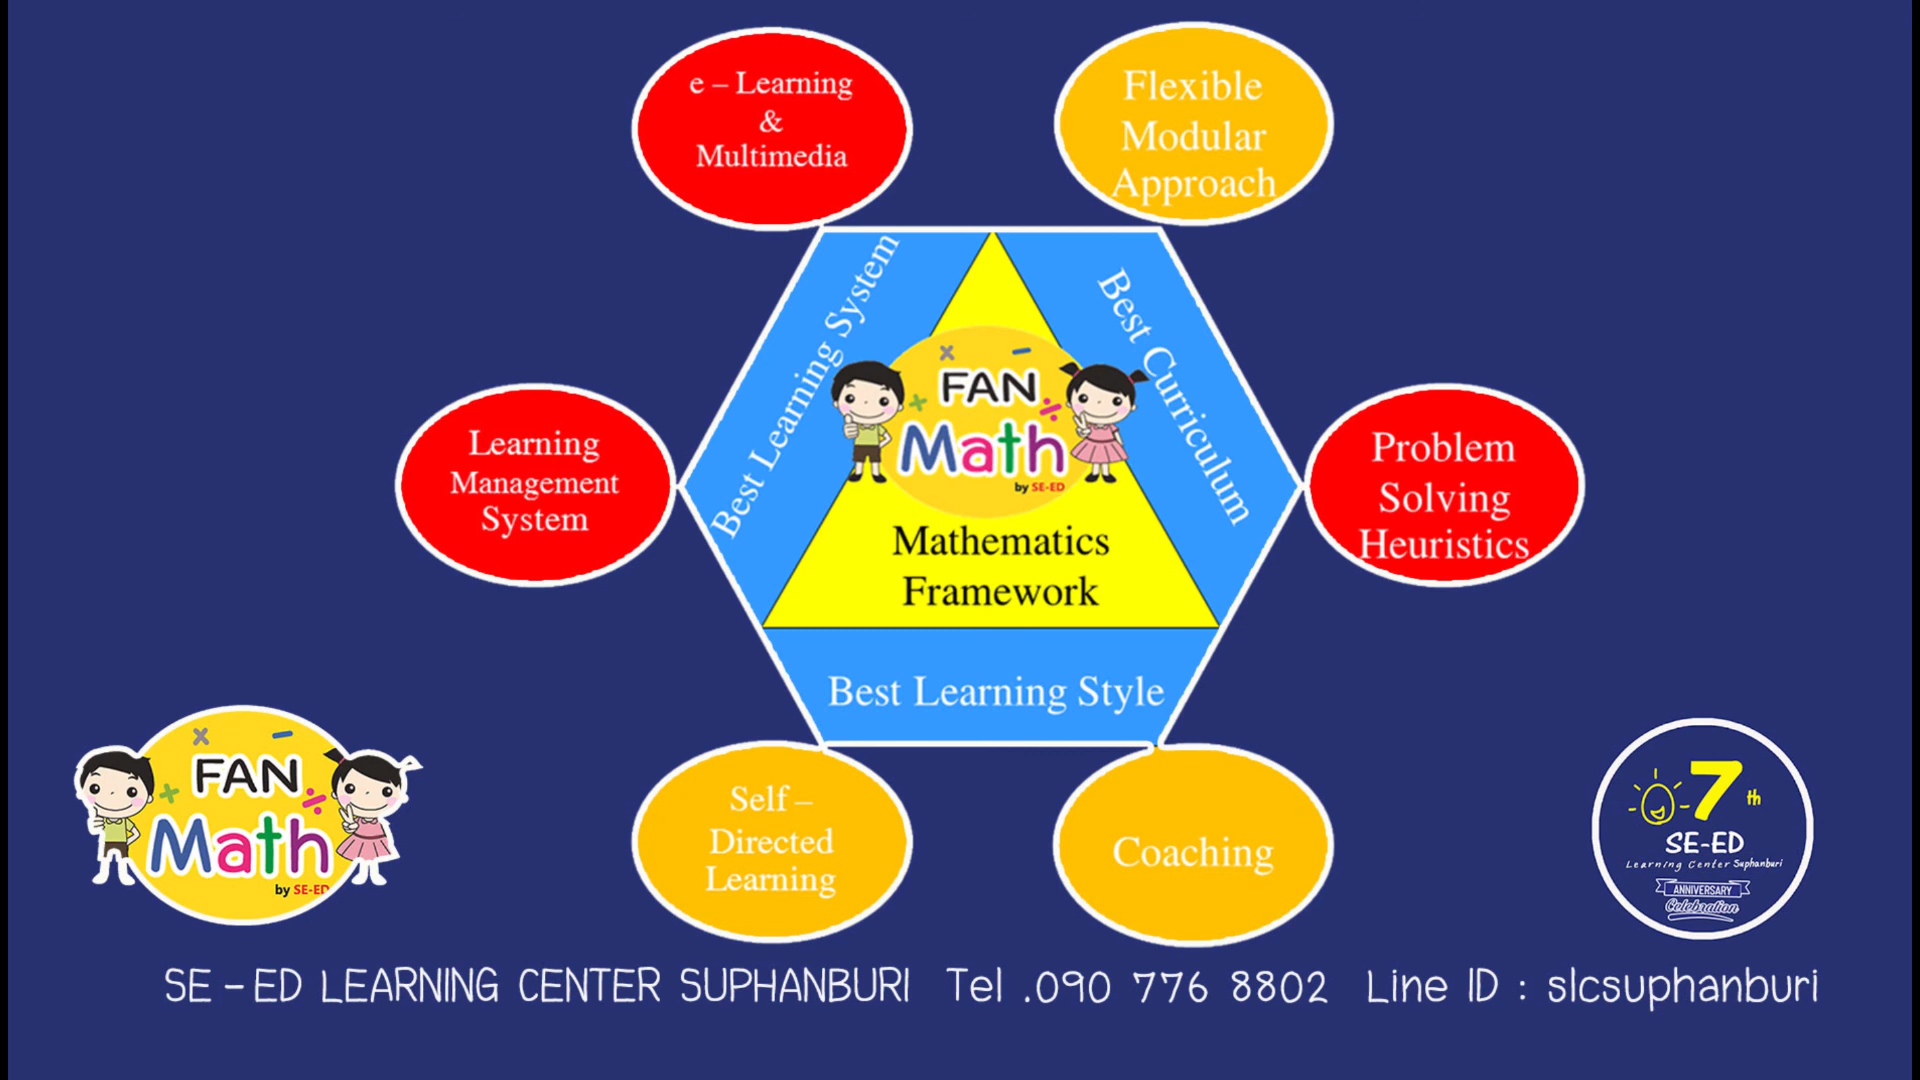 e – Learning
&
Multimedia
Flexible
Modular
Approach
Best Learning System
Best Curriculum
FAN
Math
by SE-ED
Mathematics
Framework
Learning
Management
System
Problem
Solving
Heuristics
Best Learning Style
Self –
Directed
Learning
Coaching
FAN
Math
by SE-ED
7th
SE-ED
Learning Center Suphanburi
ANNIVERSARY
Celebration
SE – ED LEARNING CENTER SUPHANBURI Tel .090 776 8802 Line ID : slcsuphanburi